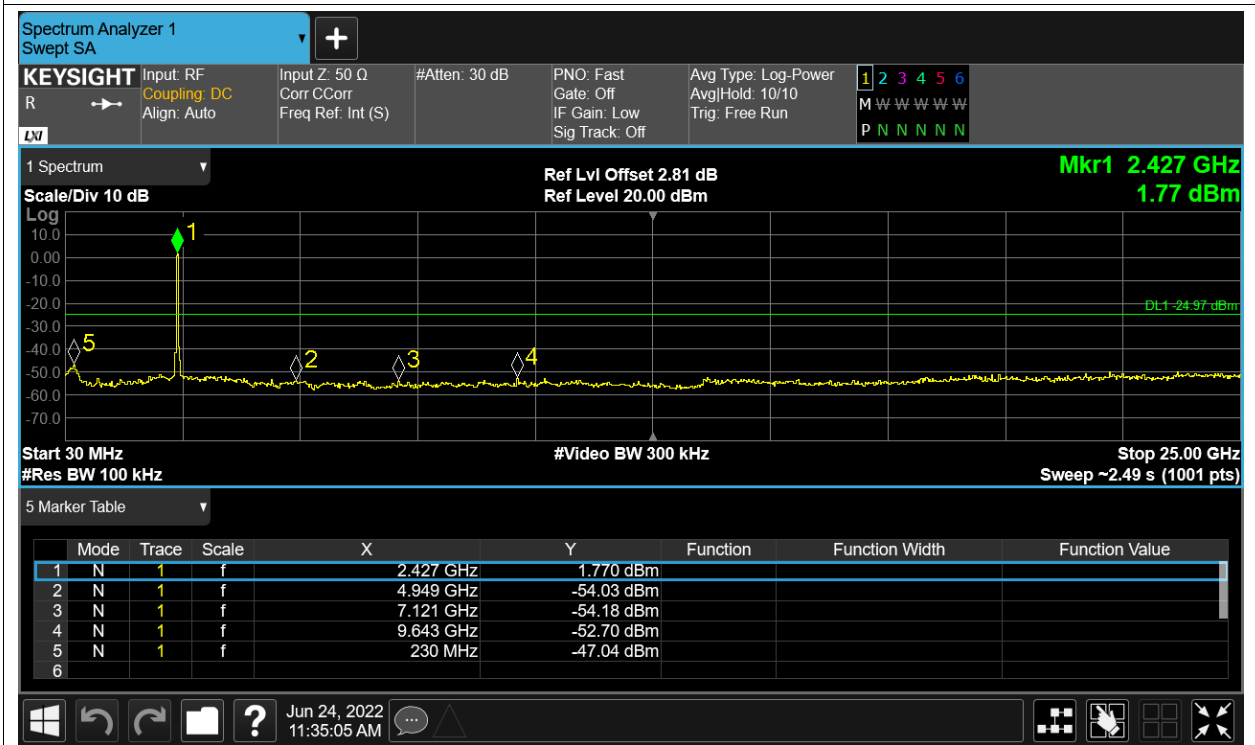 Spectrum Analyzer 1
Swept SA
KEYSIGHT Input: RF Input Z: 50 Ω #Atten: 30 dB PNO: Fast Avg Type: Log-Power 1 2 3 4 5 6
R Coupling: DC Corr CCorr Gate: Off Avg|Hold: 10/10 M W W W W W
Align: Auto Freq Ref: Int (S) IF Gain: Low Trig: Free Run
LXI Sig Track: Off P N N N N N
1 Spectrum Ref Lvl Offset 2.81 dB Mkr1 2.427 GHz
Scale/Div 10 dB Ref Level 20.00 dBm 1.77 dBm
Log
10.0 1
0.00
-10.0
-20.0 DL1 -24.97 dBm
-30.0
-40.0 5 2 3 4
-50.0
-60.0
-70.0
Start 30 MHz #Video BW 300 kHz Stop 25.00 GHz
#Res BW 100 kHz Sweep ~2.49 s (1001 pts)
5 Marker Table
Mode Trace Scale X Y Function Function Width Function Value
1 N 1 f 2.427 GHz 1.770 dBm
2 N 1 f 4.949 GHz -54.03 dBm
3 N 1 f 7.121 GHz -54.18 dBm
4 N 1 f 9.643 GHz -52.70 dBm
5 N 1 f 230 MHz -47.04 dBm
6
? Jun 24, 2022
11:35:05 AM